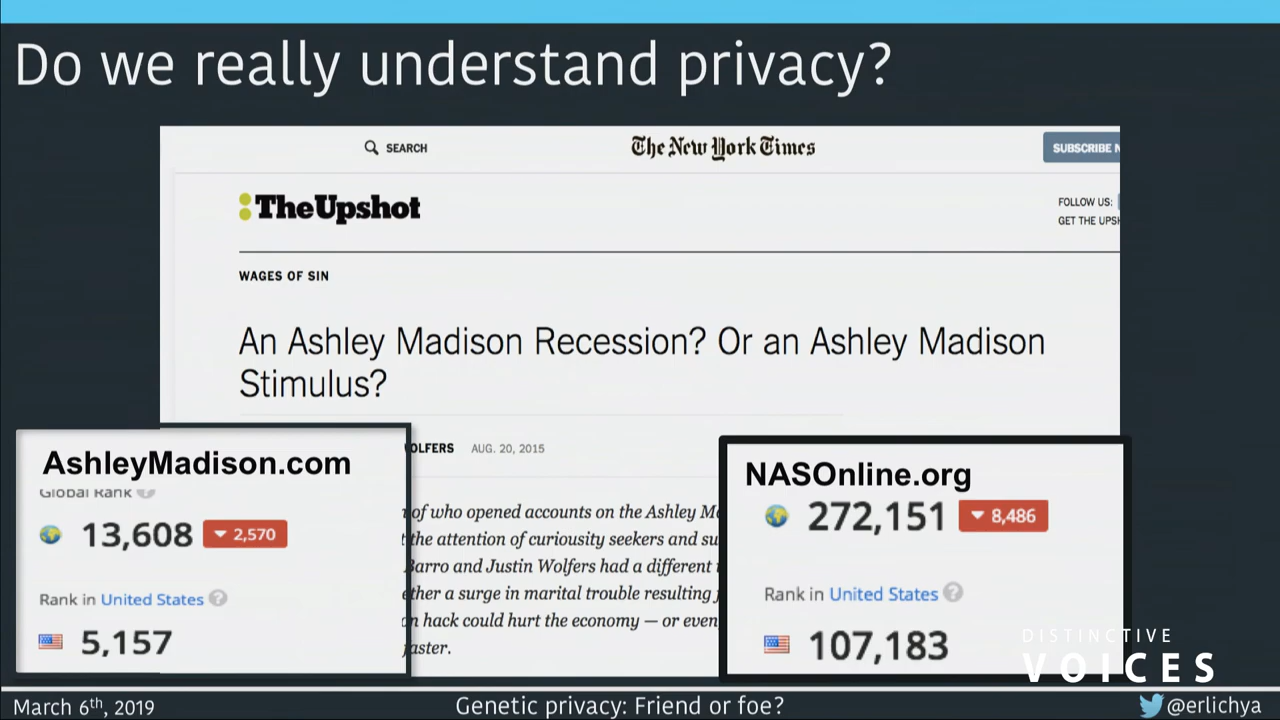 Do we really understand privacy?
SEARCH
The New York Times
SUBSCRIBE
TheUpshot
FOLLOW US:
GET THE
WAGES OF SIN
An Ashley Madison Recession? Or an Ashley Madison
Stimulus?
AUG. 20, 2015
of who opened accounts on the Ashley
the attention of curiousity seekers and
Barro and Justin Wolfers had a different
a surge in marital trouble resulting
hack could hurt the economy — or even
faster.
AshleyMadison.com
Global Rank
13,608 2,570
Rank in United States
5,157
NASOnline.org
272,151 8,486
Rank in United States
107,183
DISTINCTIVE
VOICES
March 6th, 2019
Genetic privacy: Friend or foe?
@erlichya